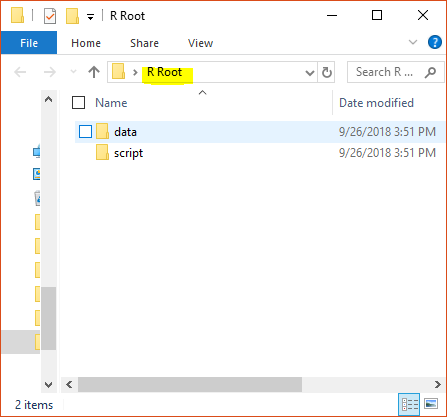 R Root
File Home Share View
R Root Search R ...
Name Date modified
data 9/26/2018 3:51 PM
script 9/26/2018 3:51 PM
2 items